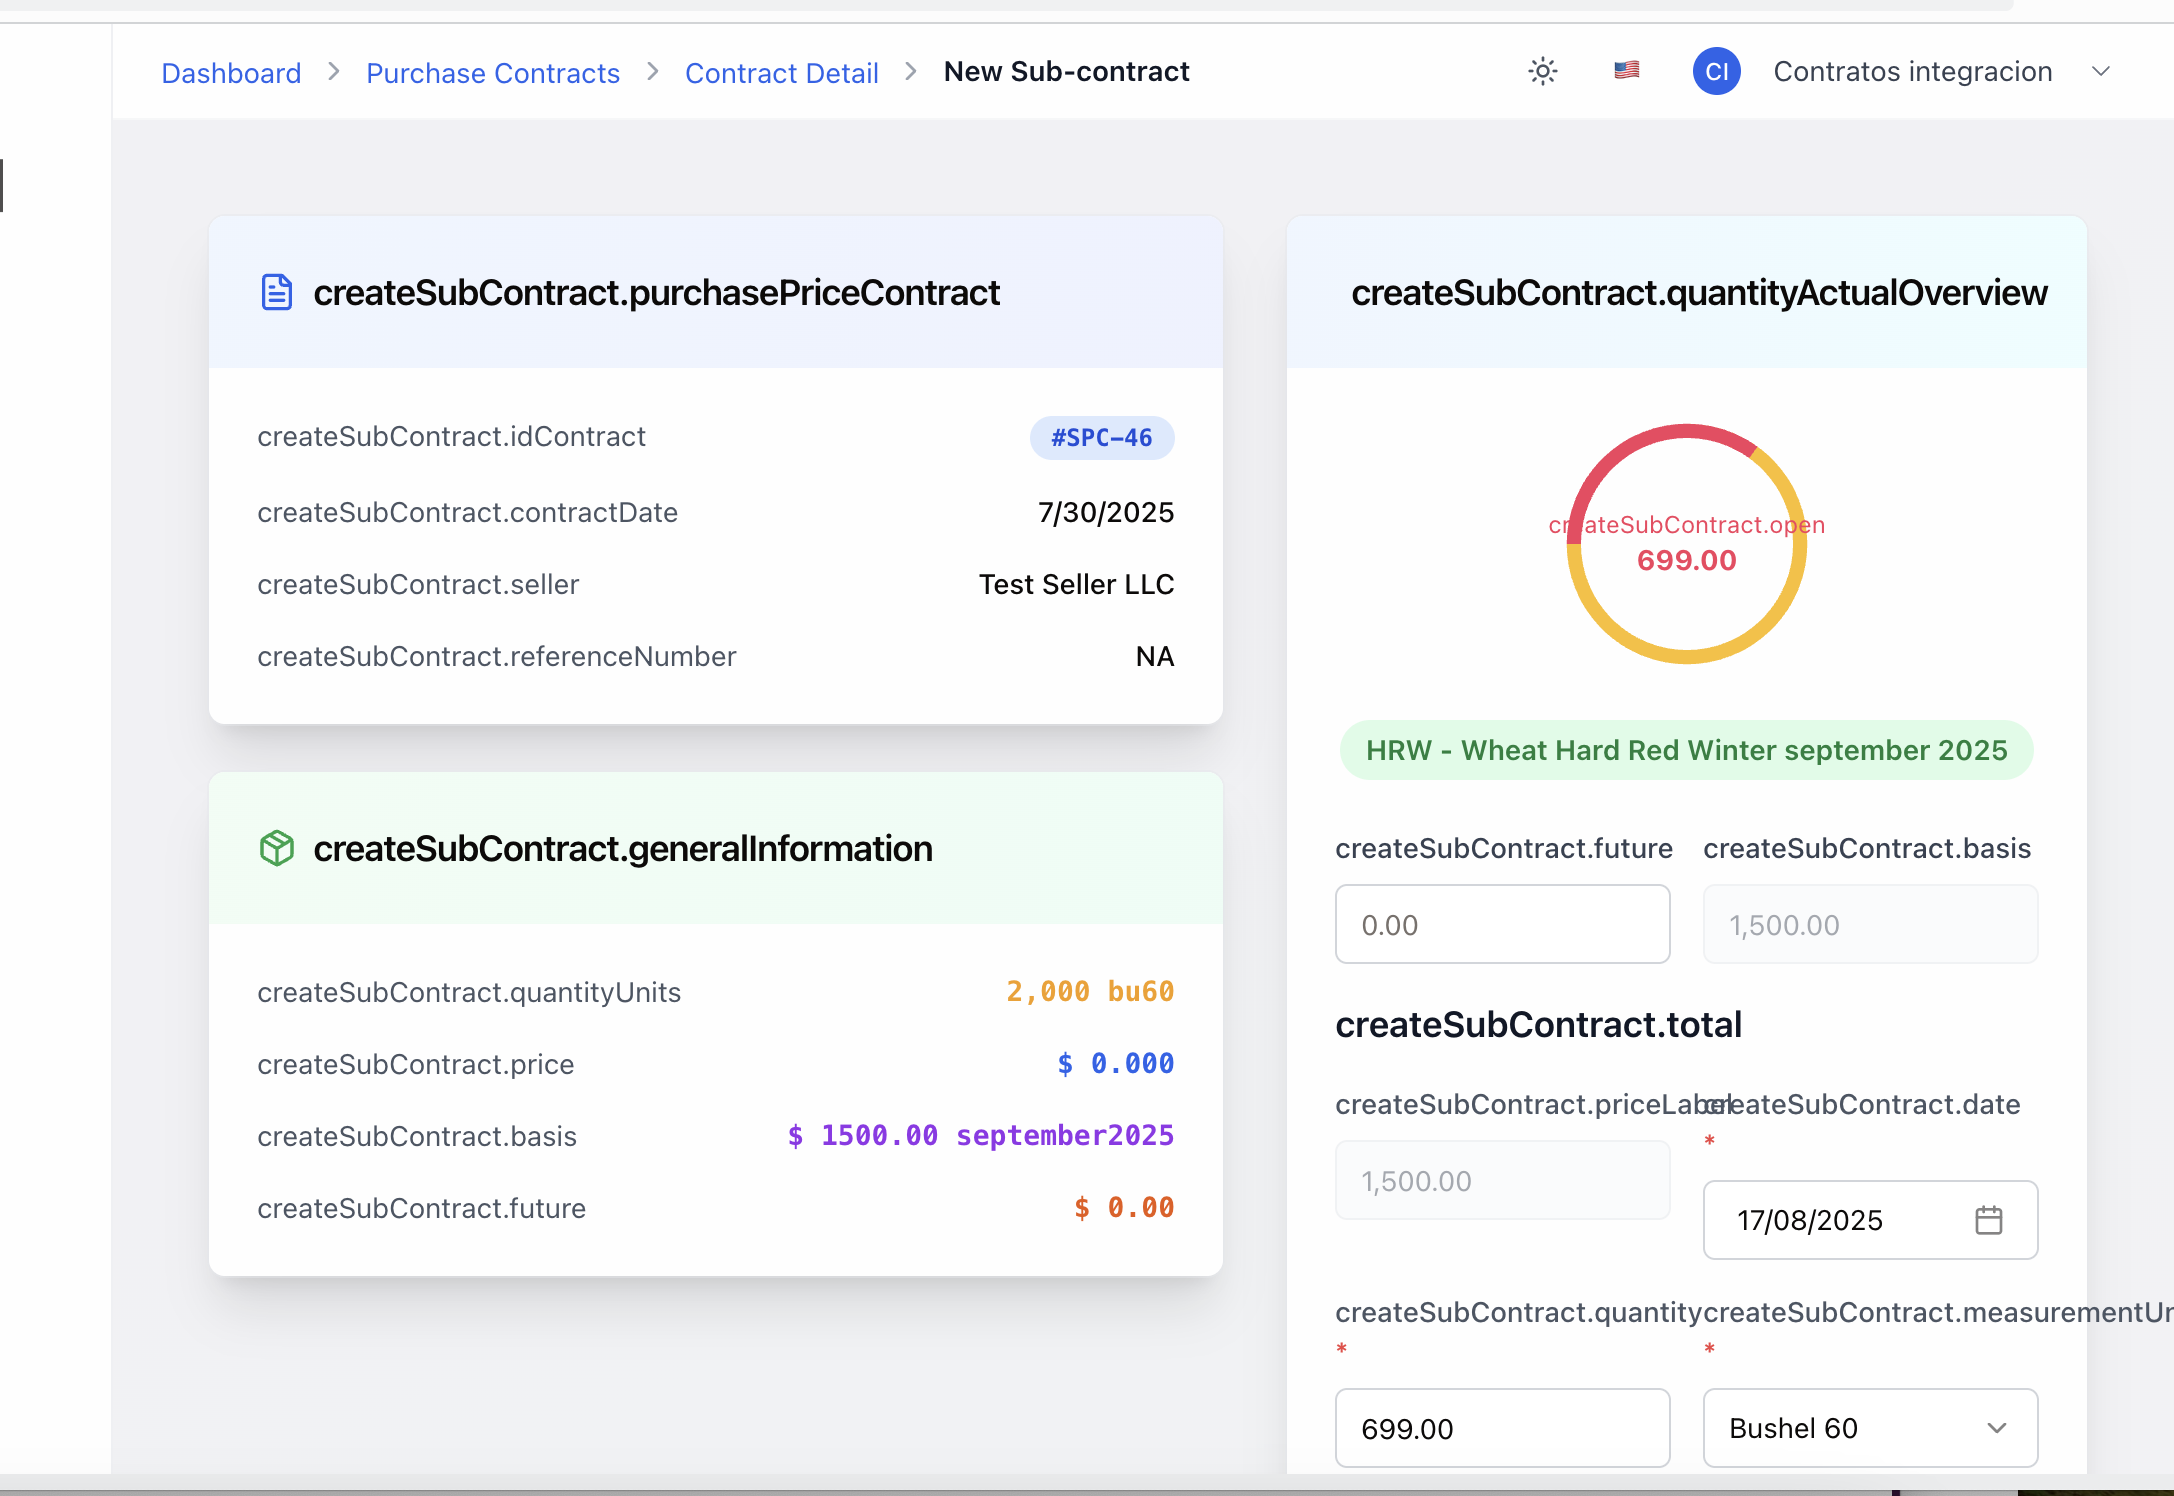 Dashboard > Purchase Contracts > Contract Detail > New Sub-contract
CI Contratos integracion
createSubContract.purchasePriceContract
createSubContract.idContract #SPC-46
createSubContract.contractDate 7/30/2025
createSubContract.seller Test Seller LLC
createSubContract.referenceNumber NA
createSubContract.generalInformation
createSubContract.quantityUnits 2,000 bu60
createSubContract.price $ 0.000
createSubContract.basis $ 1500.00 september2025
createSubContract.future $ 0.00
createSubContract.quantityActualOverview
createSubContract.open
699.00
HRW - Wheat Hard Red Winter september 2025
createSubContract.future createSubContract.basis
0.00 1,500.00
createSubContract.total
createSubContract.priceLabel createSubContract.date
*
1,500.00 17/08/2025
createSubContract.quantity createSubContract.measurementUn
* *
699.00 Bushel 60